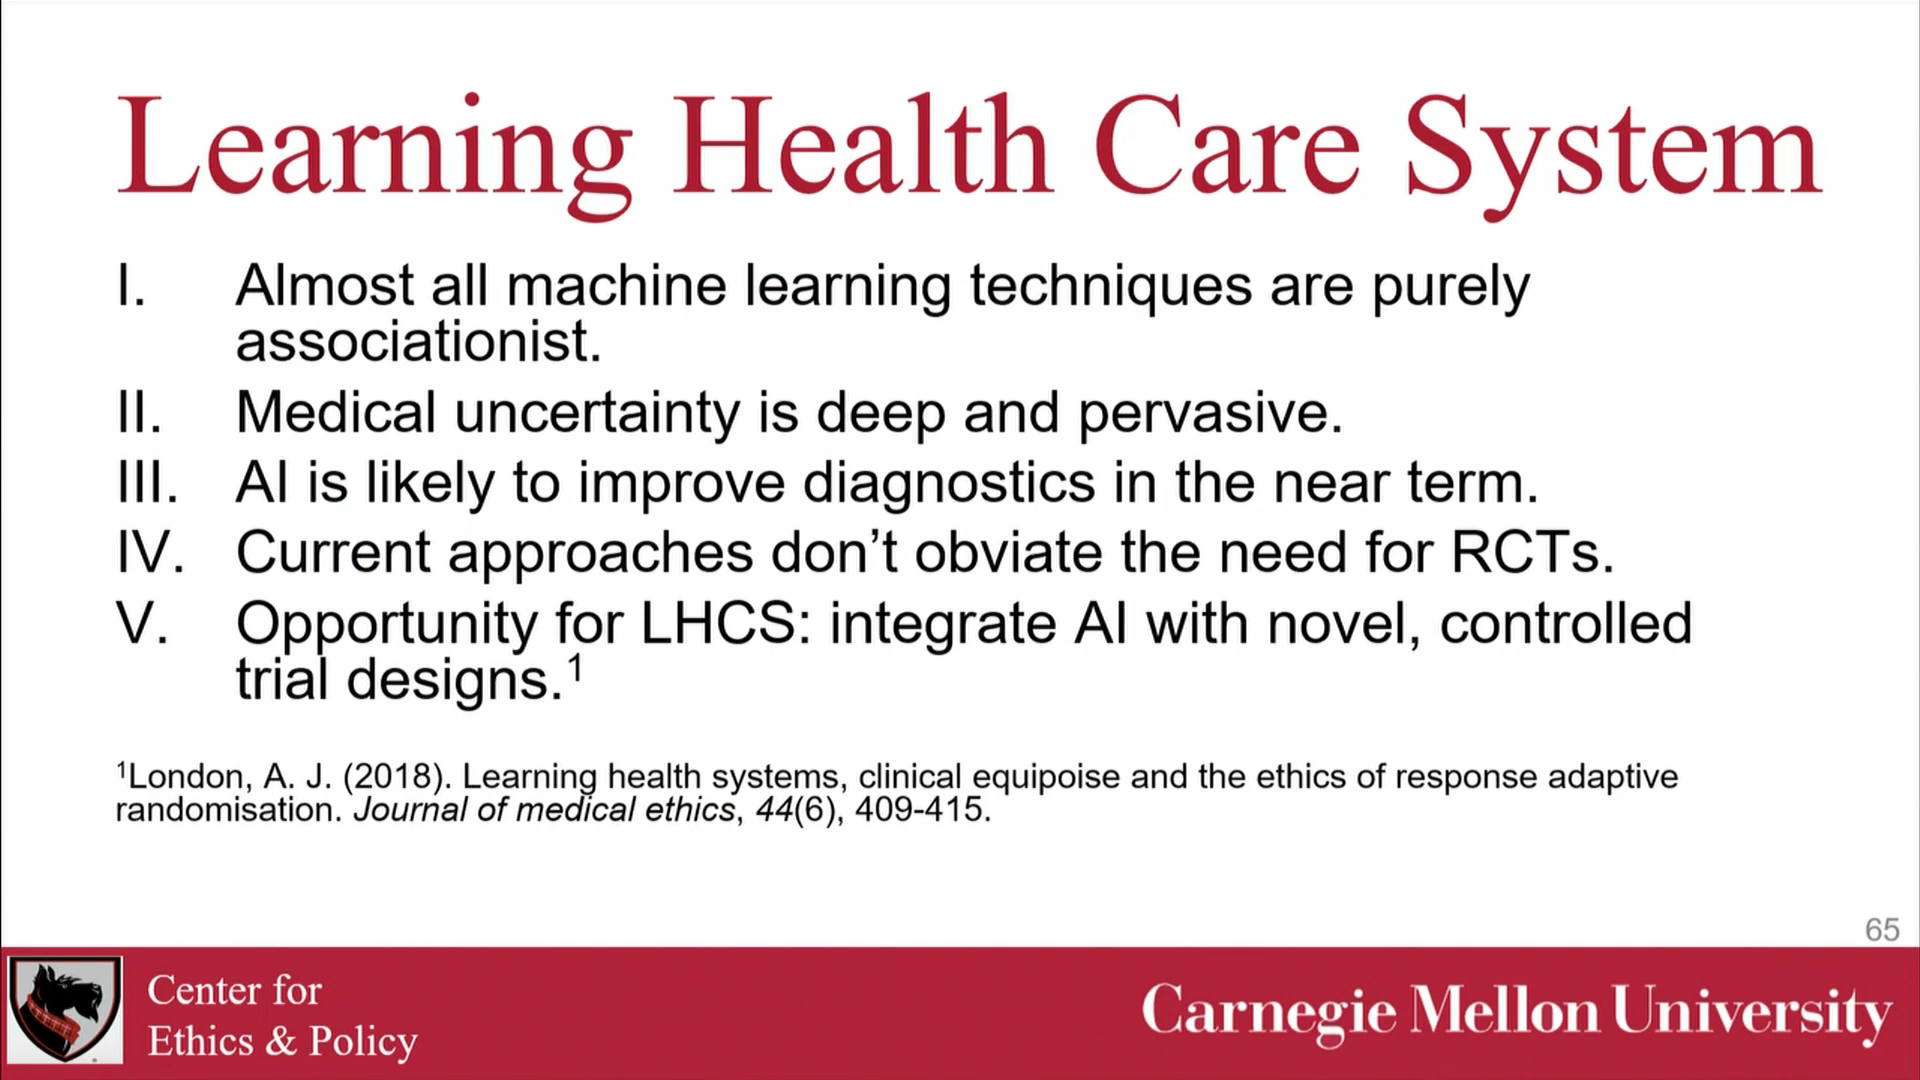 Learning Health Care System
I. Almost all machine learning techniques are purely
associationist.
II. Medical uncertainty is deep and pervasive.
III. AI is likely to improve diagnostics in the near term.
IV. Current approaches don’t obviate the need for RCTs.
V. Opportunity for LHCS: integrate AI with novel, controlled
trial designs.¹
¹London, A. J. (2018). Learning health systems, clinical equipoise and the ethics of response adaptive
randomisation. Journal of medical ethics, 44(6), 409-415.
65
Center for
Ethics & Policy
Carnegie Mellon University